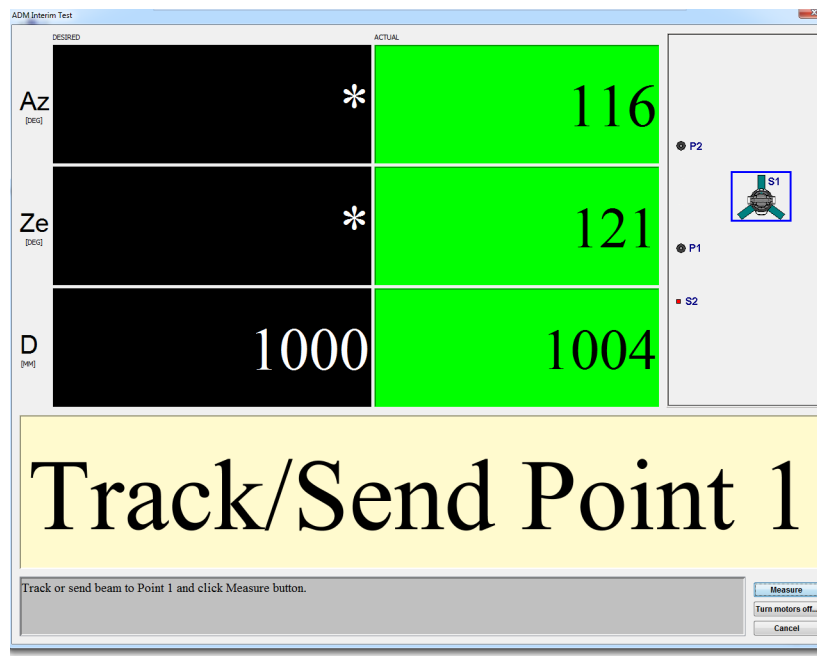 ADM Interim Test
DESIRED ACTUAL
Az * 116
[DEG]
P2
S1
Ze * 121
[DEG]
P1
S2
D 1000 1004
[MM]
Track/Send Point 1
Track or send beam to Point 1 and click Measure button.
Measure
Turn motors off...
Cancel